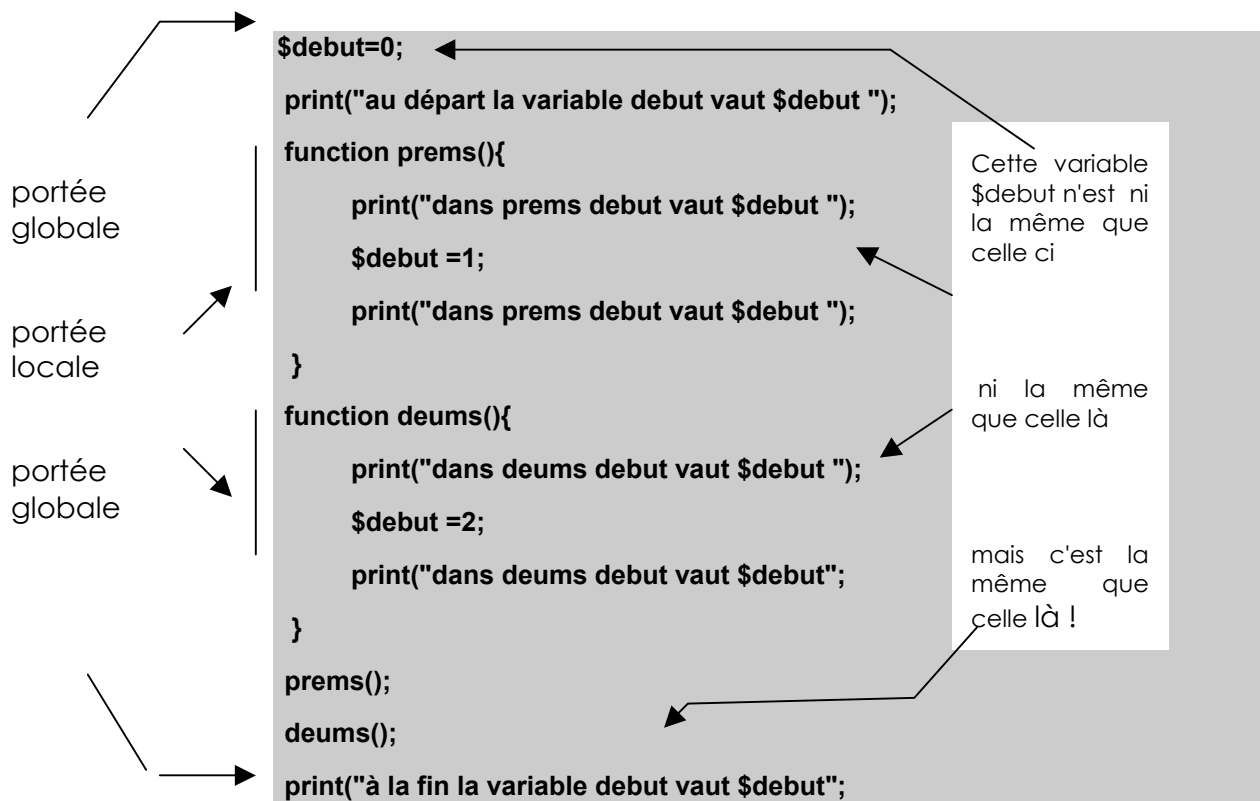 $debut=0;
print("au départ la variable debut vaut $debut ");
function prems(){
print("dans prems debut vaut $debut ");
$debut =1;
print("dans prems debut vaut $debut ");
}
function deums(){
print("dans deums debut vaut $debut ");
$debut =2;
print("dans deums debut vaut $debut";
}
prems();
deums();
print("à la fin la variable debut vaut $debut";
portée
globale
portée
locale
portée
globale
Cette variable
$debut n'est ni
la même que
celle ci
ni la même
que celle là
mais c'est la
même que
celle là !